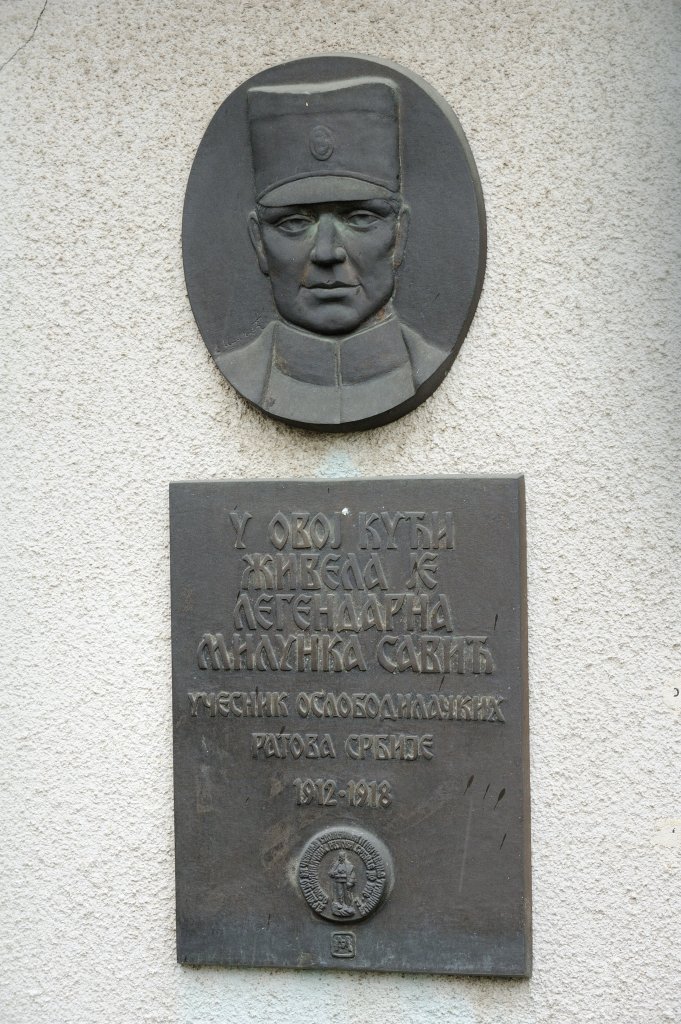 У ОВОЈ КУЋИ
ЖИВЕЛА ЈЕ
ЛЕГЕНДАРНА
МИЛУНКА САВИЋ
УЧЕСНИК ОСЛОБОДИЛАЧКИХ
РАТОВА СРБИЈЕ
1912-1918